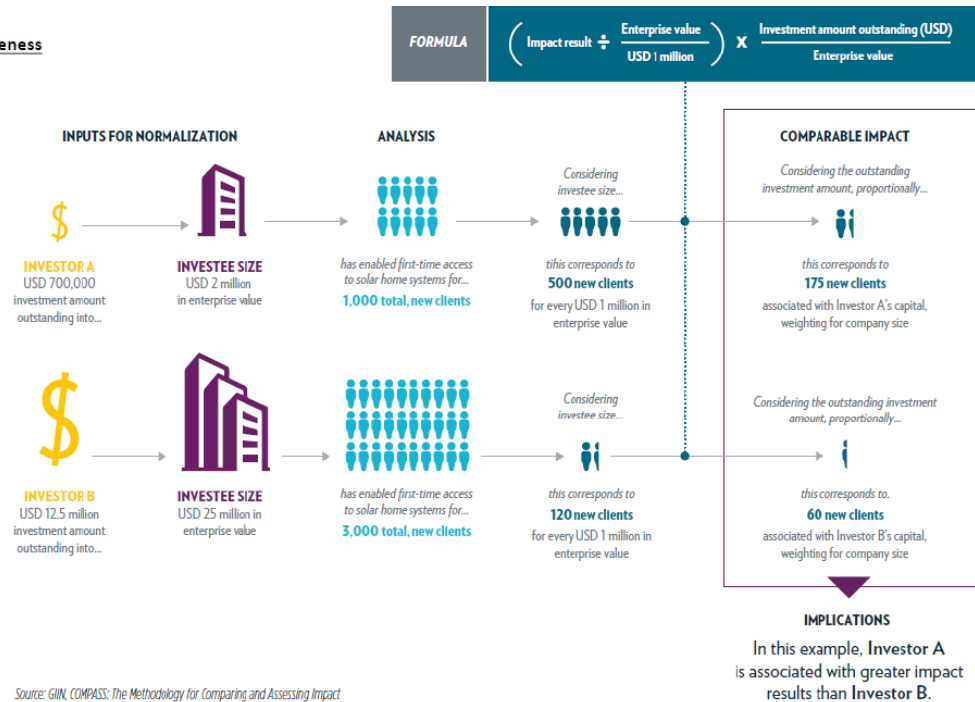 eness
FORMULA
( Impact result ÷ Enterprise value / USD 1 million ) X Investment amount outstanding (USD) / Enterprise value
INPUTS FOR NORMALIZATION
ANALYSIS
COMPARABLE IMPACT
$
INVESTOR A
USD 700,000
investment amount
outstanding into...
INVESTEE SIZE
USD 2 million
in enterprise value
has enabled first-time access
to solar home systems for...
1,000 total, new clients
Considering
investee size...
tihis corresponds to
500 new clients
for every USD 1 million in
enterprise value
Considering the outstanding
investment amount, proportionally...
this corresponds to
175 new clients
associated with Investor A's capital,
weighting for company size
$
INVESTOR B
USD 12.5 million
investment amount
outstanding into...
INVESTEE SIZE
USD 25 million in
enterprise value
has enabled first-time access
to solar home systems for...
3,000 total, new clients
Considering
investee size...
this corresponds to
120 new clients
for every USD 1 million in
enterprise value
Considering the outstanding investment
amount, proportionally...
this corresponds to.
60 new clients
associated with Investor B's capital,
weighting for company size
IMPLICATIONS
In this example, Investor A
is associated with greater impact
results than Investor B.
Source: GIIN, COMPASS: The Methodology for Comparing and Assessing Impact